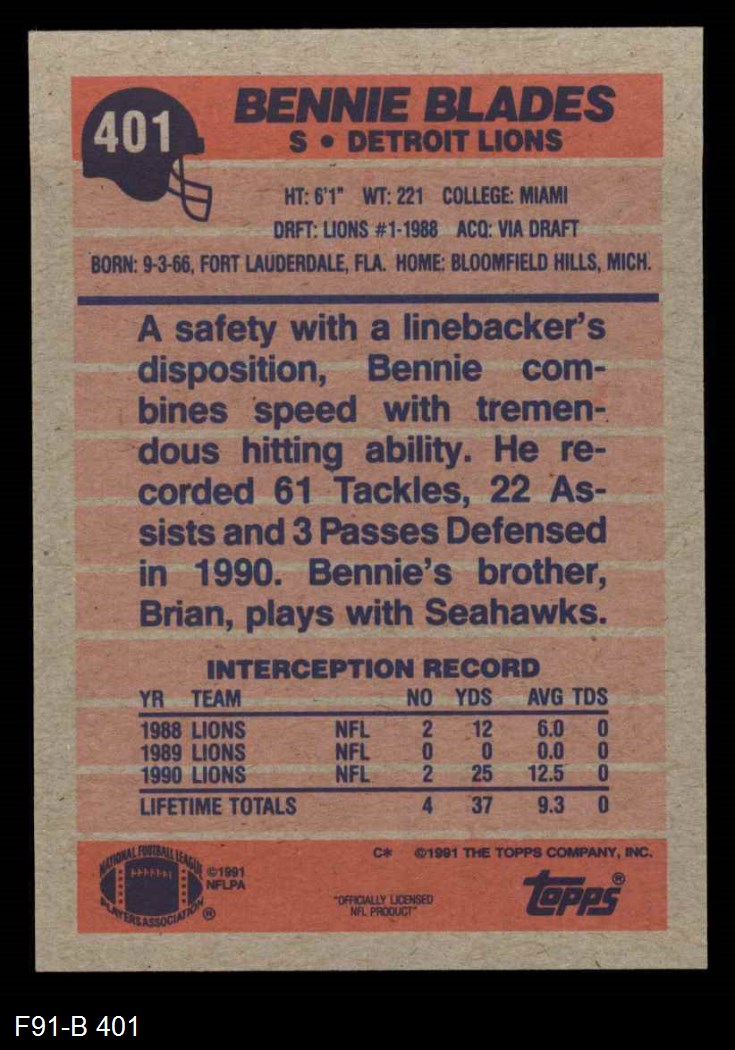 401
BENNIE BLADES
S • DETROIT LIONS
HT: 6'1" WT: 221 COLLEGE: MIAMI
DRFT: LIONS #1-1988 ACQ: VIA DRAFT
BORN: 9-3-66, FORT LAUDERDALE, FLA. HOME: BLOOMFIELD HILLS, MICH.
A safety with a linebacker's
disposition, Bennie com-
bines speed with tremen-
dous hitting ability. He re-
corded 61 Tackles, 22 As-
sists and 3 Passes Defensed
in 1990. Bennie's brother,
Brian, plays with Seahawks.
INTERCEPTION RECORD
YR TEAM NO YDS AVG TDS
1988 LIONS NFL 2 12 6.0 0
1989 LIONS NFL 0 0 0.0 0
1990 LIONS NFL 2 25 12.5 0
LIFETIME TOTALS 4 37 9.3 0
NATIONAL FOOTBALL LEAGUE
PLAYERS ASSOCIATION ®
©1991
NFLPA
C* ©1991 THE TOPPS COMPANY, INC.
"OFFICIALLY LICENSED
NFL PRODUCT"
topps®
F91-B 401